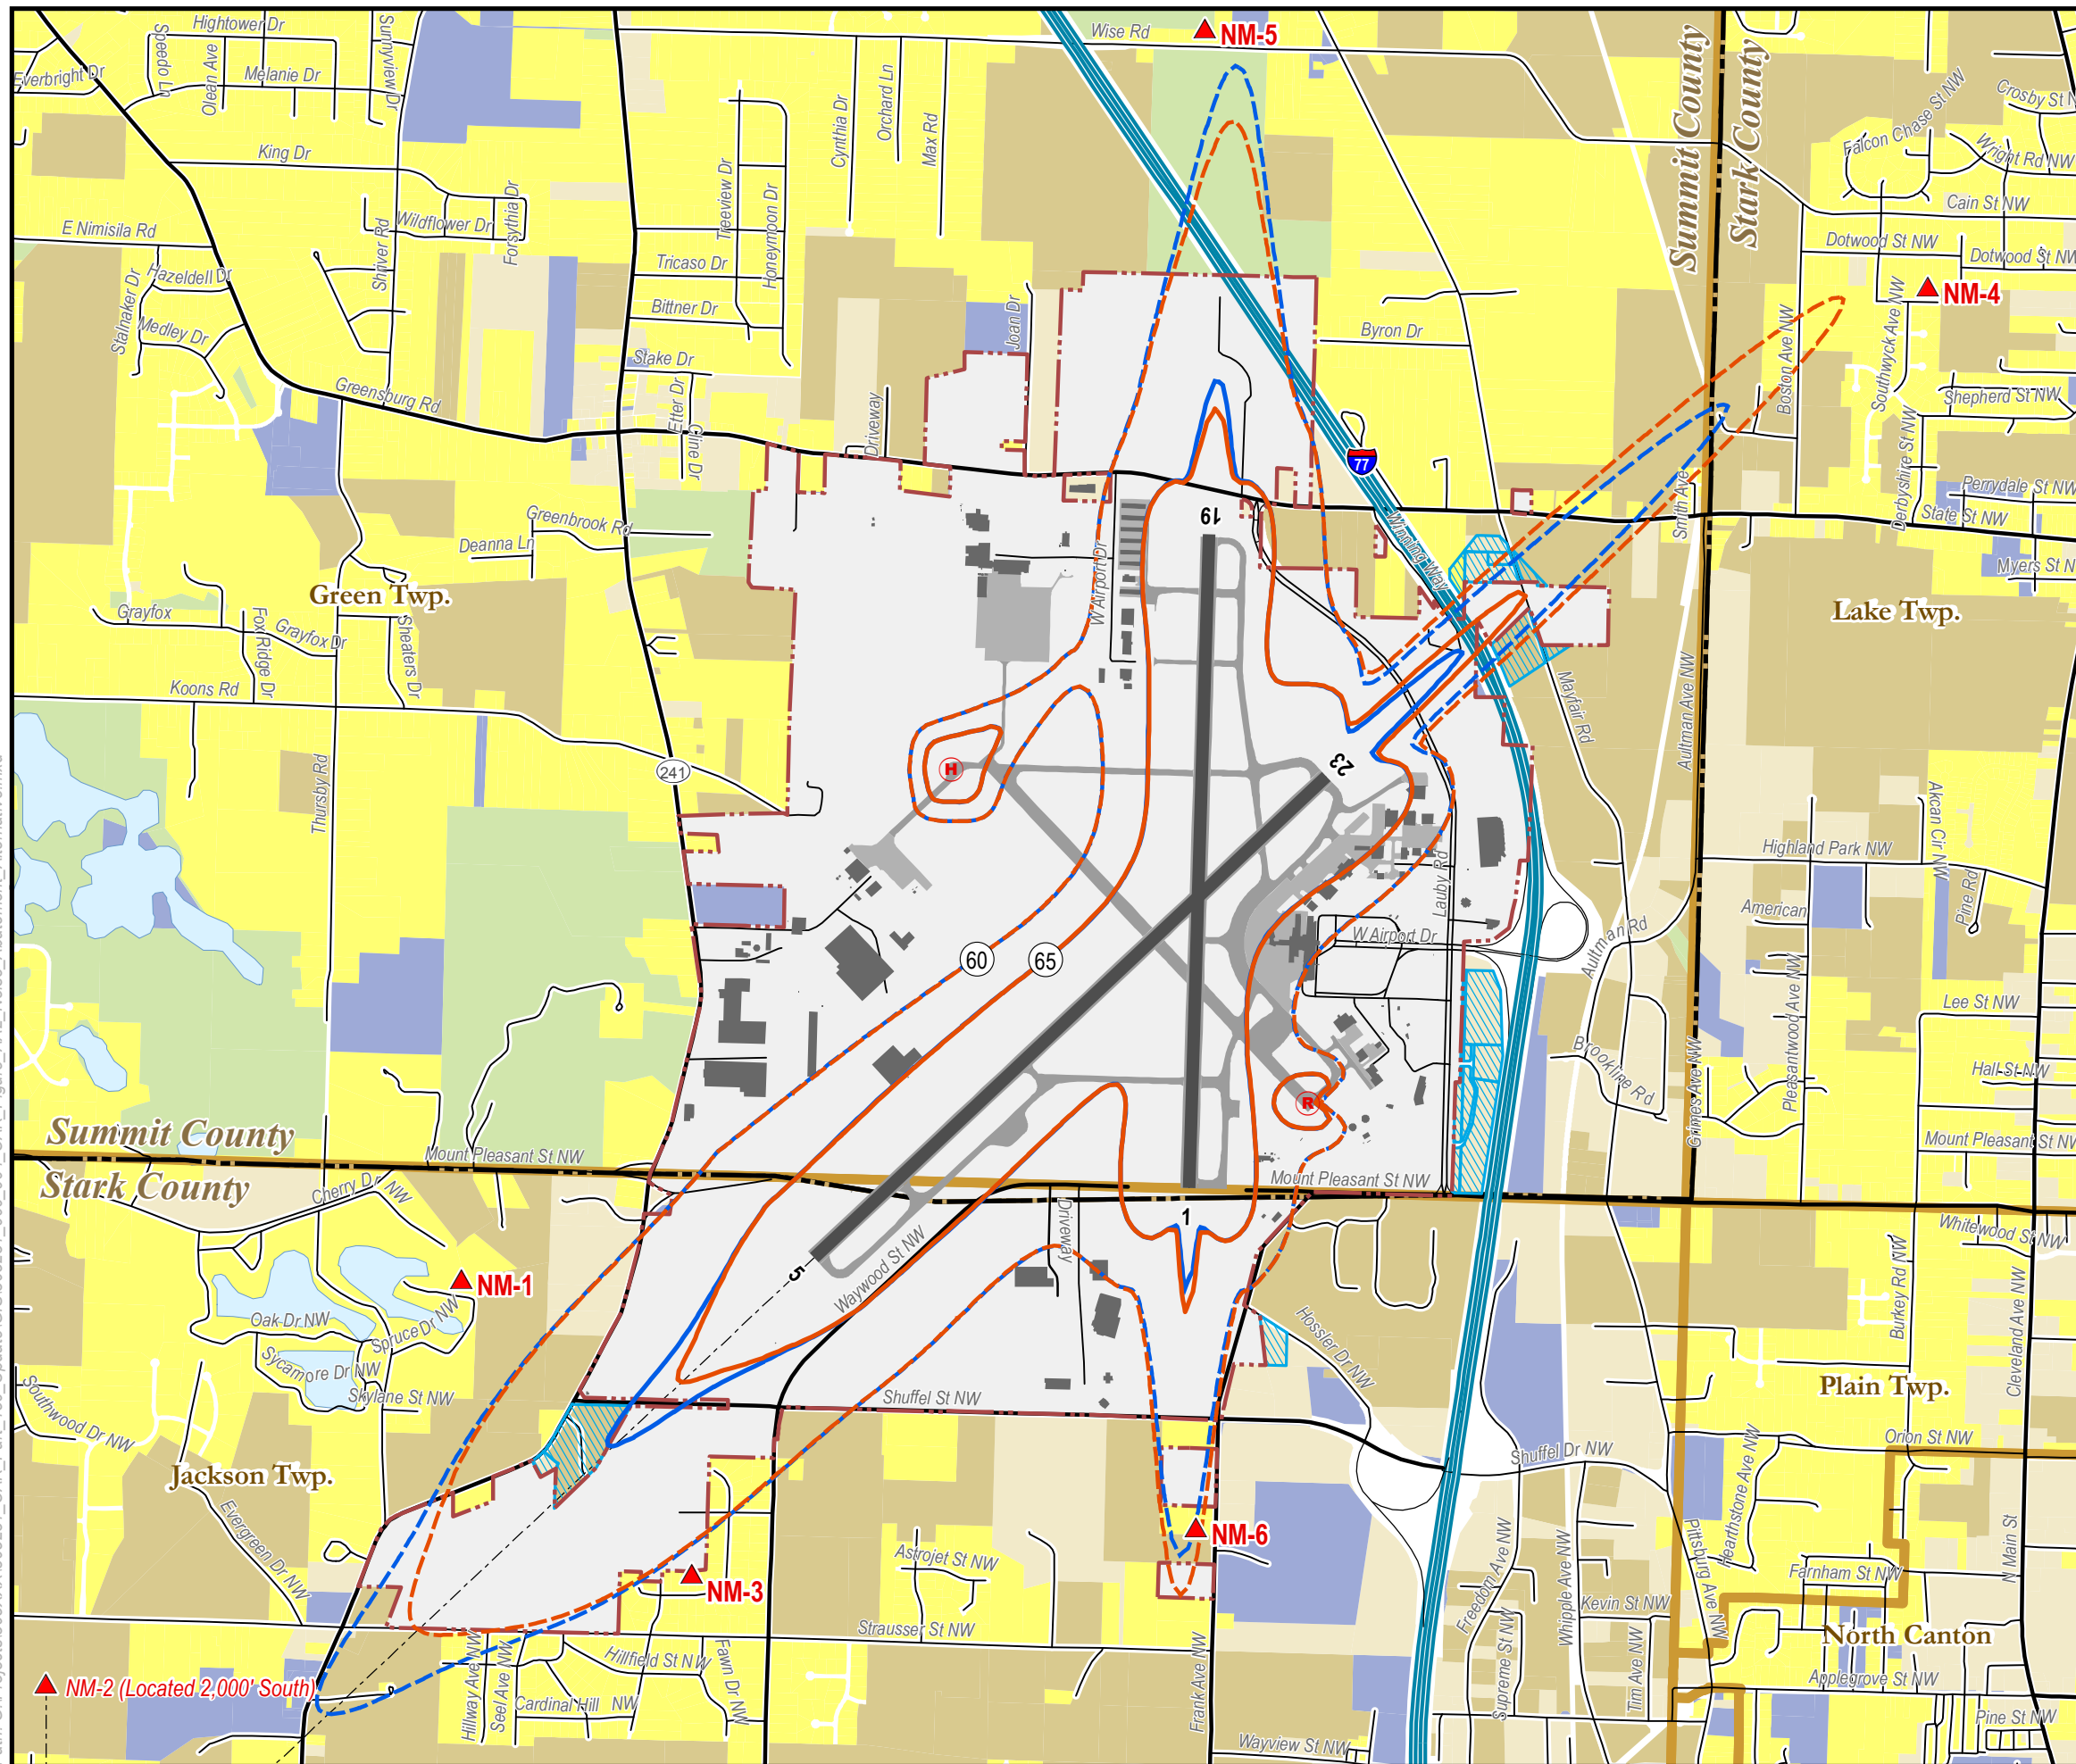 Hightower Dr
Speedo Ln
Olean Ave
Sunnyview Dr
Everbright Dr
Melanie Dr
King Dr
Wildflower Dr
Forsythia Dr
E Nimisila Rd
Shriver Rd
Hazeldell Dr
Stalnaker Dr
Medley Dr
Greensburg Rd
Wise Rd
NM-5
Cynthia Dr
Orchard Ln
Max Rd
Treeview Dr
Honeymoon Dr
Tricaso Dr
Bittner Dr
Stake Dr
Etter Dr
Cline Dr
Driveway
Joan Dr
Byron Dr
77
Summit County
Stark County
Falcon Chase St NW
Crosby St N
Wright Rd NW
Cain St NW
Dotwood St NW
Dotwood St NW
NM-4
Boston Ave NW
Southwyck Ave NW
Shepherd St NW
Derbyshire St NW
Perrydale St NW
State St NW
Myers St N
Smith Ave
Lake Twp.
Greenbrook Rd
Deanna Ln
Green Twp.
Grayfox
Grayfox Dr
Fox Ridge Dr
Sheaters Dr
Koons Rd
Thursby Rd
241
W Airport Dr
19
Winning Way
Mayfair Rd
Aultman Ave NW
H
23
Lauby Rd
W Airport Dr
60
65
Aultman Rd
Highland Park NW
Akcan Cir NW
American
Pine Rd
Pleasantwood Ave NW
Lee St NW
Hall St NW
Brookline Rd
Grimes Ave NW
R
Mount Pleasant St NW
Summit County
Stark County
Mount Pleasant St NW
Mount Pleasant St NW
Cherry Dr NW
1
5
Driveway
Waywood St NW
Whitewood St NW
Burkey Rd NW
Cleveland Ave NW
NM-1
Oak Dr NW
Spruce Dr NW
Sycamore Dr NW
Skylane St NW
Southwood Dr NW
Hossler Dr NW
Plain Twp.
Shuffel St NW
Shuffel Dr NW
Orion St NW
Jackson Twp.
Evergreen Dr NW
Hearthstone Ave NW
Pittsburg Ave NW
N Main St
NM-6
NM-3
Astrojet St NW
Freedom Ave NW
Whipple Ave NW
Kevin St NW
Farnham St NW
North Canton
Strausser St NW
Hillfield St NW
Fawn Dr NW
Hillway Ave NW
Seel Ave NW
Cardinal Hill NW
Frank Ave NW
Supreme St NW
Tim Ave NW
Applegrove St NW
NM-2 (Located 2,000' South)
Wayview St NW
Pine St NW